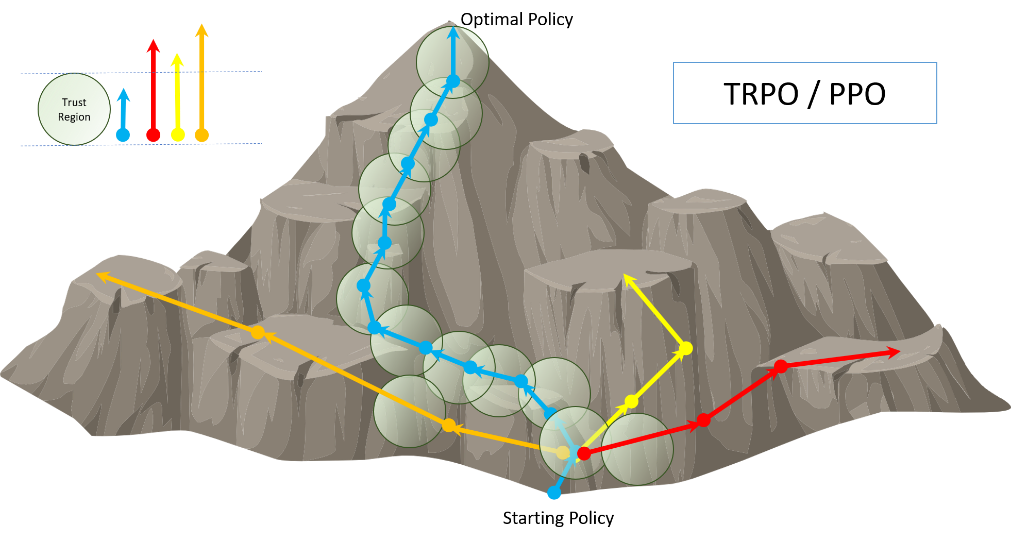 Optimal Policy
TRPO / PPO
Trust
Region
Starting Policy